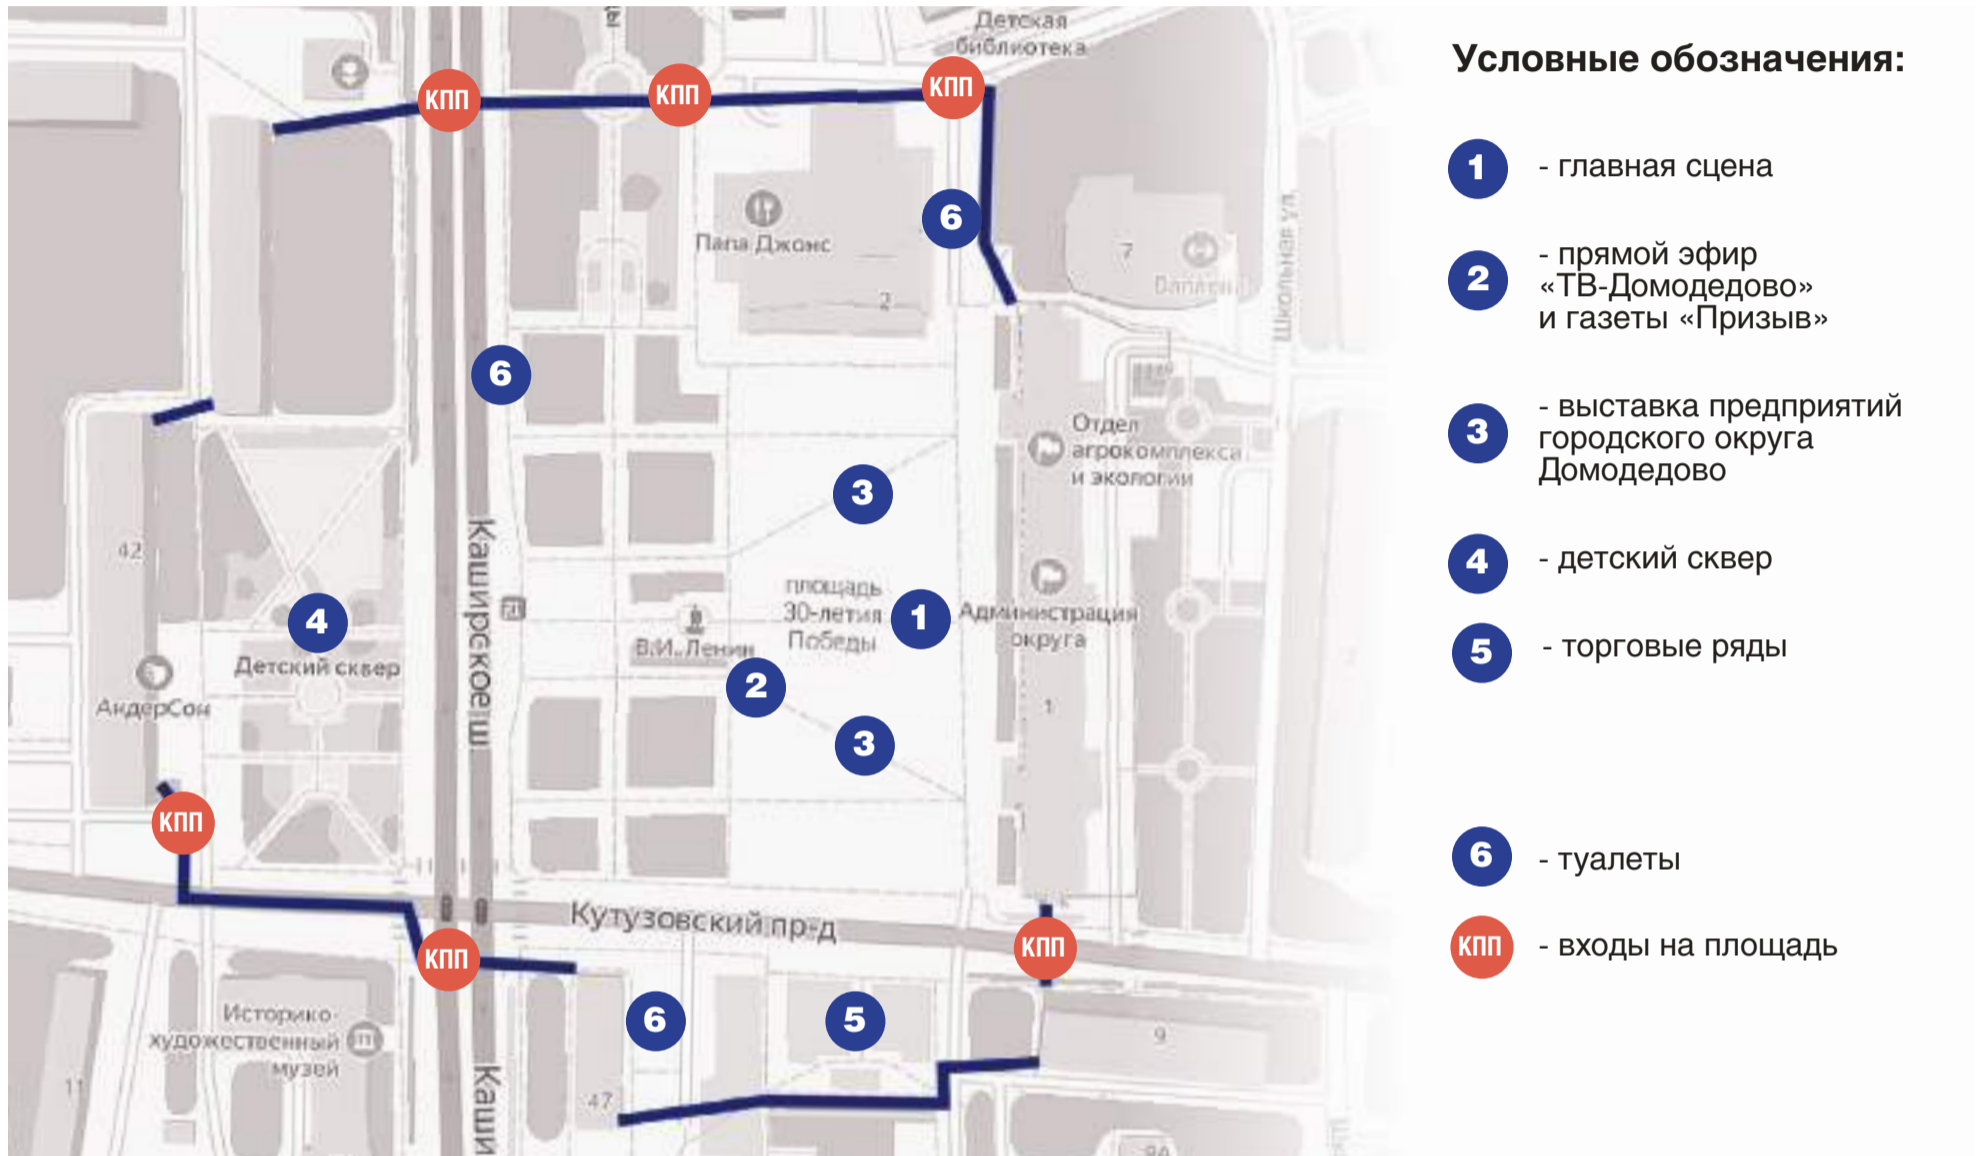 Детская
библиотека
КПП
КПП
КПП
6
Папа Джонс
7
2
Школьная ул.
6
Отдел
агрокомплекса
и экологии
3
42
Каширское ш
площадь
30-летия
Победы
1
Администрация
округа
4
В.И. Ленин
Детский сквер
2
АндерСон
1
3
КПП
Кутузовский пр-д
КПП
КПП
Историко-
художественный
музей
6
5
9
11
47
Каши
9А
Условные обозначения:
1 - главная сцена
2 - прямой эфир
«ТВ-Домодедово»
и газеты «Призыв»
3 - выставка предприятий
городского округа
Домодедово
4 - детский сквер
5 - торговые ряды
6 - туалеты
КПП - входы на площадь